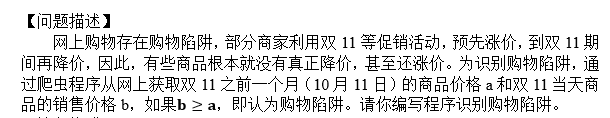 【问题描述】
网上购物存在购物陷阱，部分商家利用双 11 等促销活动，预先涨价，到双 11 期
间再降价，因此，有些商品根本就没有真正降价，甚至还涨价。为识别购物陷阱，通
过爬虫程序从网上获取双 11 之前一个月（10 月 11 日）的商品价格 a 和双 11 当天商
品的销售价格 b，如果b ≥ a，即认为购物陷阱。请你编写程序识别购物陷阱。